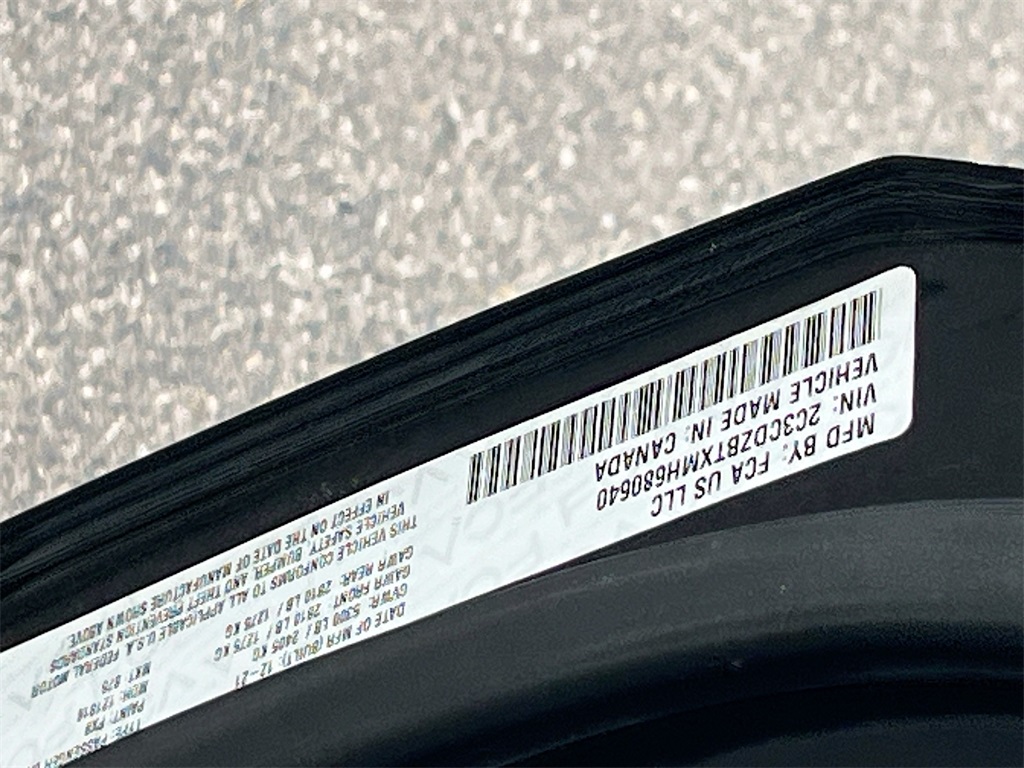 MFD BY: FCA US LLC
VIN: 2C3CDZBTXMH680640
VEHICLE MADE IN: CANADA
DATE OF MFR (BUILT): 12-21
GVWR: 5300 LB / 2405 KG
GAWR FRONT: 2810 LB / 1275 KG
GAWR REAR: 2810 LB / 1275 KG
THIS VEHICLE CONFORMS TO ALL APPLICABLE U.S.A. FEDERAL MOTOR
VEHICLE SAFETY, BUMPER, AND THEFT PREVENTION STANDARDS
IN EFFECT ON THE DATE OF MANUFACTURE SHOWN ABOVE.
TYPE: PASSENGER
PAINT: PX8
MDH: 121818
MKT: 878